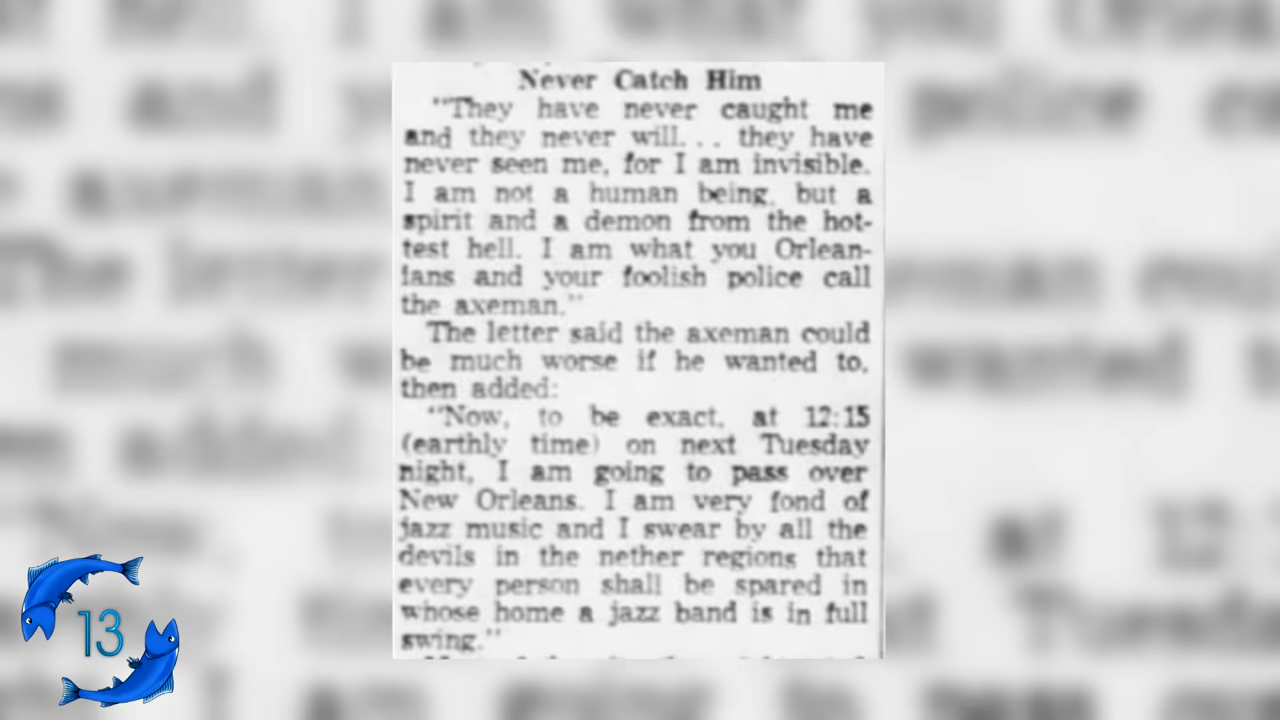 Never Catch Him
"They have never caught me
and they never will... they have
never seen me, for I am invisible.
I am not a human being, but a
spirit and a demon from the hot-
test hell. I am what you Orlean-
ians and your foolish police call
the axeman."
The letter said the axeman could
be much worse if he wanted to,
then added:
"Now, to be exact, at 12:15
(earthly time) on next Tuesday
night, I am going to pass over
New Orleans. I am very fond of
jazz music and I swear by all the
devils in the nether regions that
every person shall be spared in
whose home a jazz band is in full
swing."
13